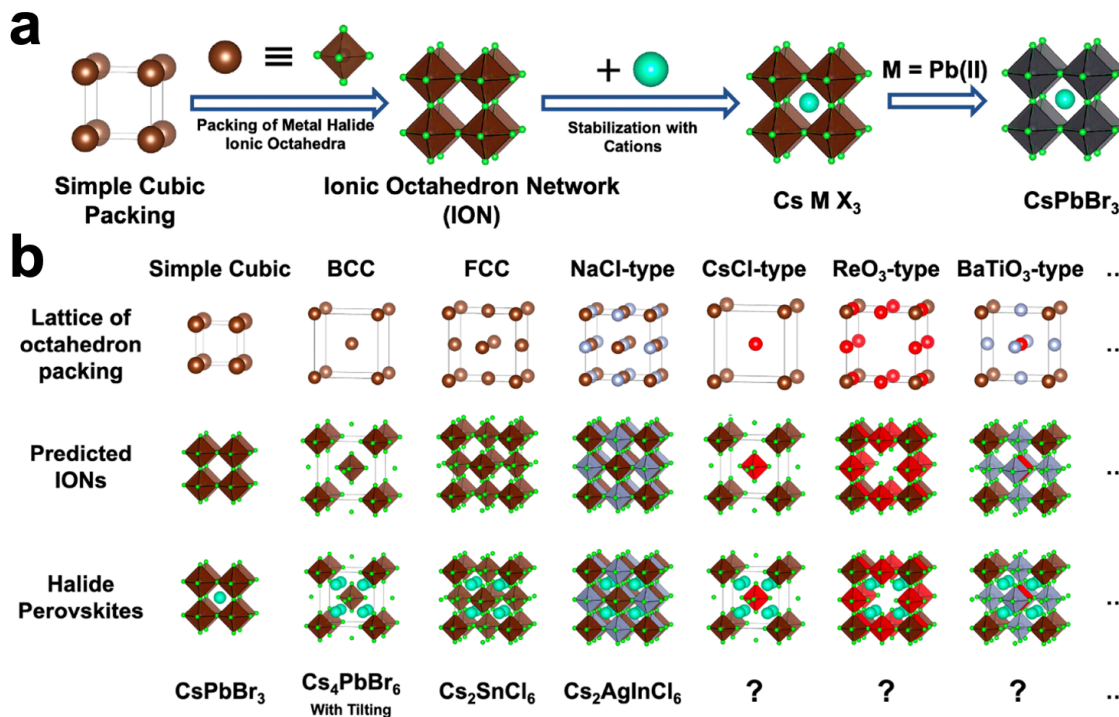 a
≡
+
M = Pb(II)
Packing of Metal Halide
Ionic Octahedra
Stabilization with
Cations
Simple Cubic
Packing
Ionic Octahedron Network
(ION)
Cs M X₃
CsPbBr₃
b
Simple Cubic
BCC
FCC
NaCl-type
CsCl-type
ReO₃-type
BaTiO₃-type
..
Lattice of
octahedron
packing
..
Predicted
IONs
..
Halide
Perovskites
..
CsPbBr₃
Cs₄PbBr₆
With Tilting
Cs₂SnCl₆
Cs₂AgInCl₆
?
?
?
..